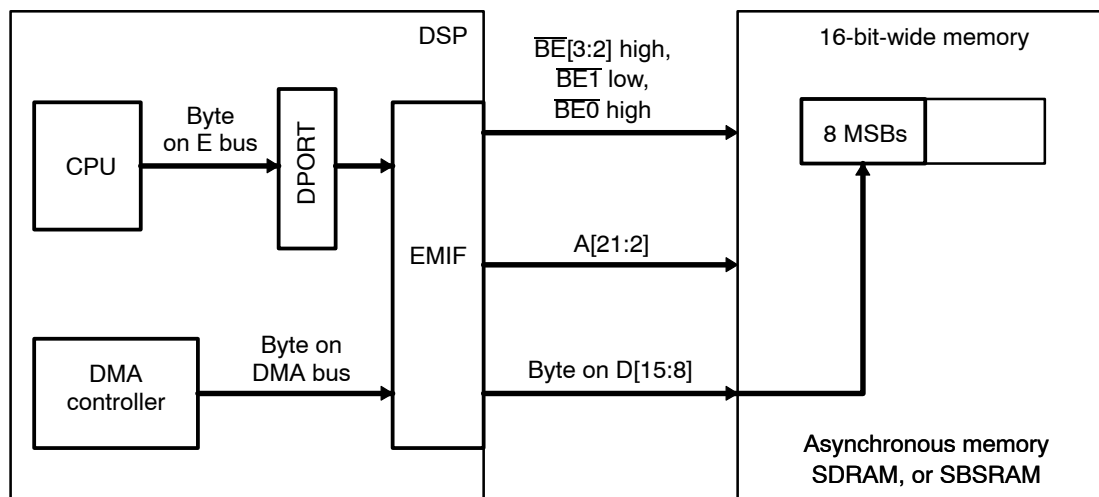 DSP
BE[3:2] high,
BE1 low,
BE0 high
16-bit-wide memory
Byte
on E bus
CPU
DPORT
8 MSBs
EMIF
A[21:2]
Byte on
DMA bus
DMA
controller
Byte on D[15:8]
Asynchronous memory
SDRAM, or SBSRAM